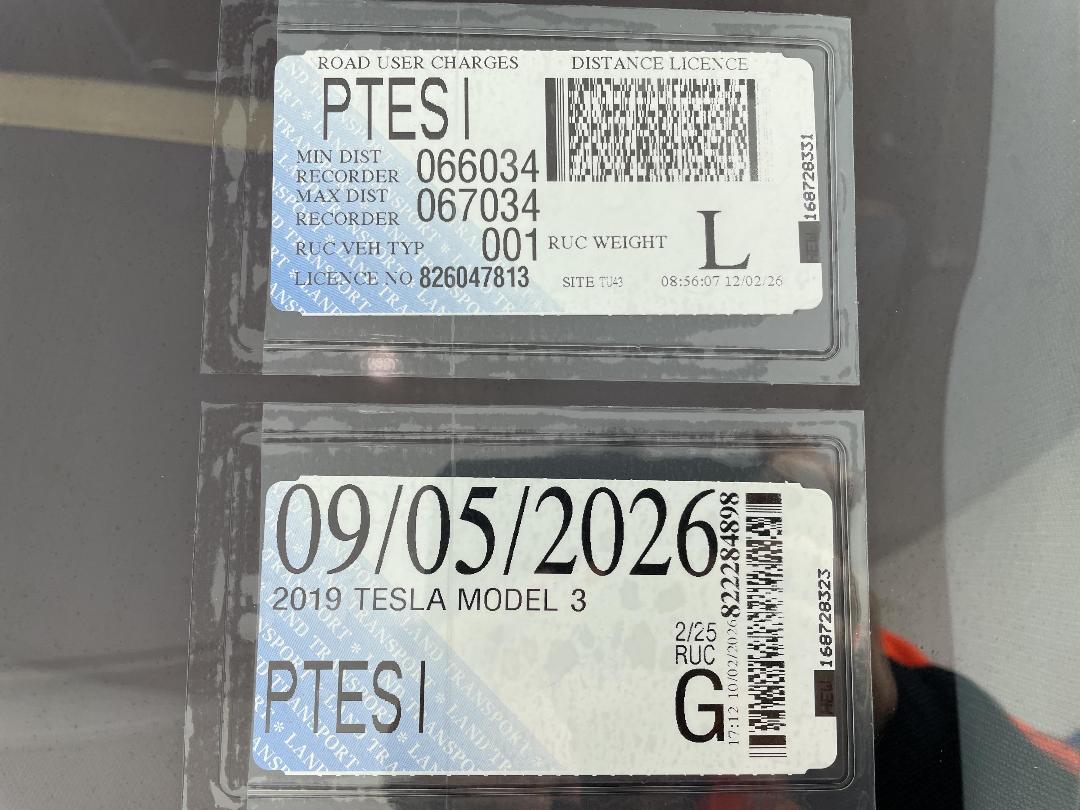 ROAD USER CHARGES DISTANCE LICENCE
PTESI
MIN DIST RECORDER 066034
MAX DIST RECORDER 067034
RUC VEH TYP 001 RUC WEIGHT L
LICENCE NO 826047813 SITE TU43 08:56:07 12/02/26
NEW 168728331
09/05/2026
2019 TESLA MODEL 3
2/25
RUC
PTESI G
17:12 10/02/2026 822284898
NEW 168728323